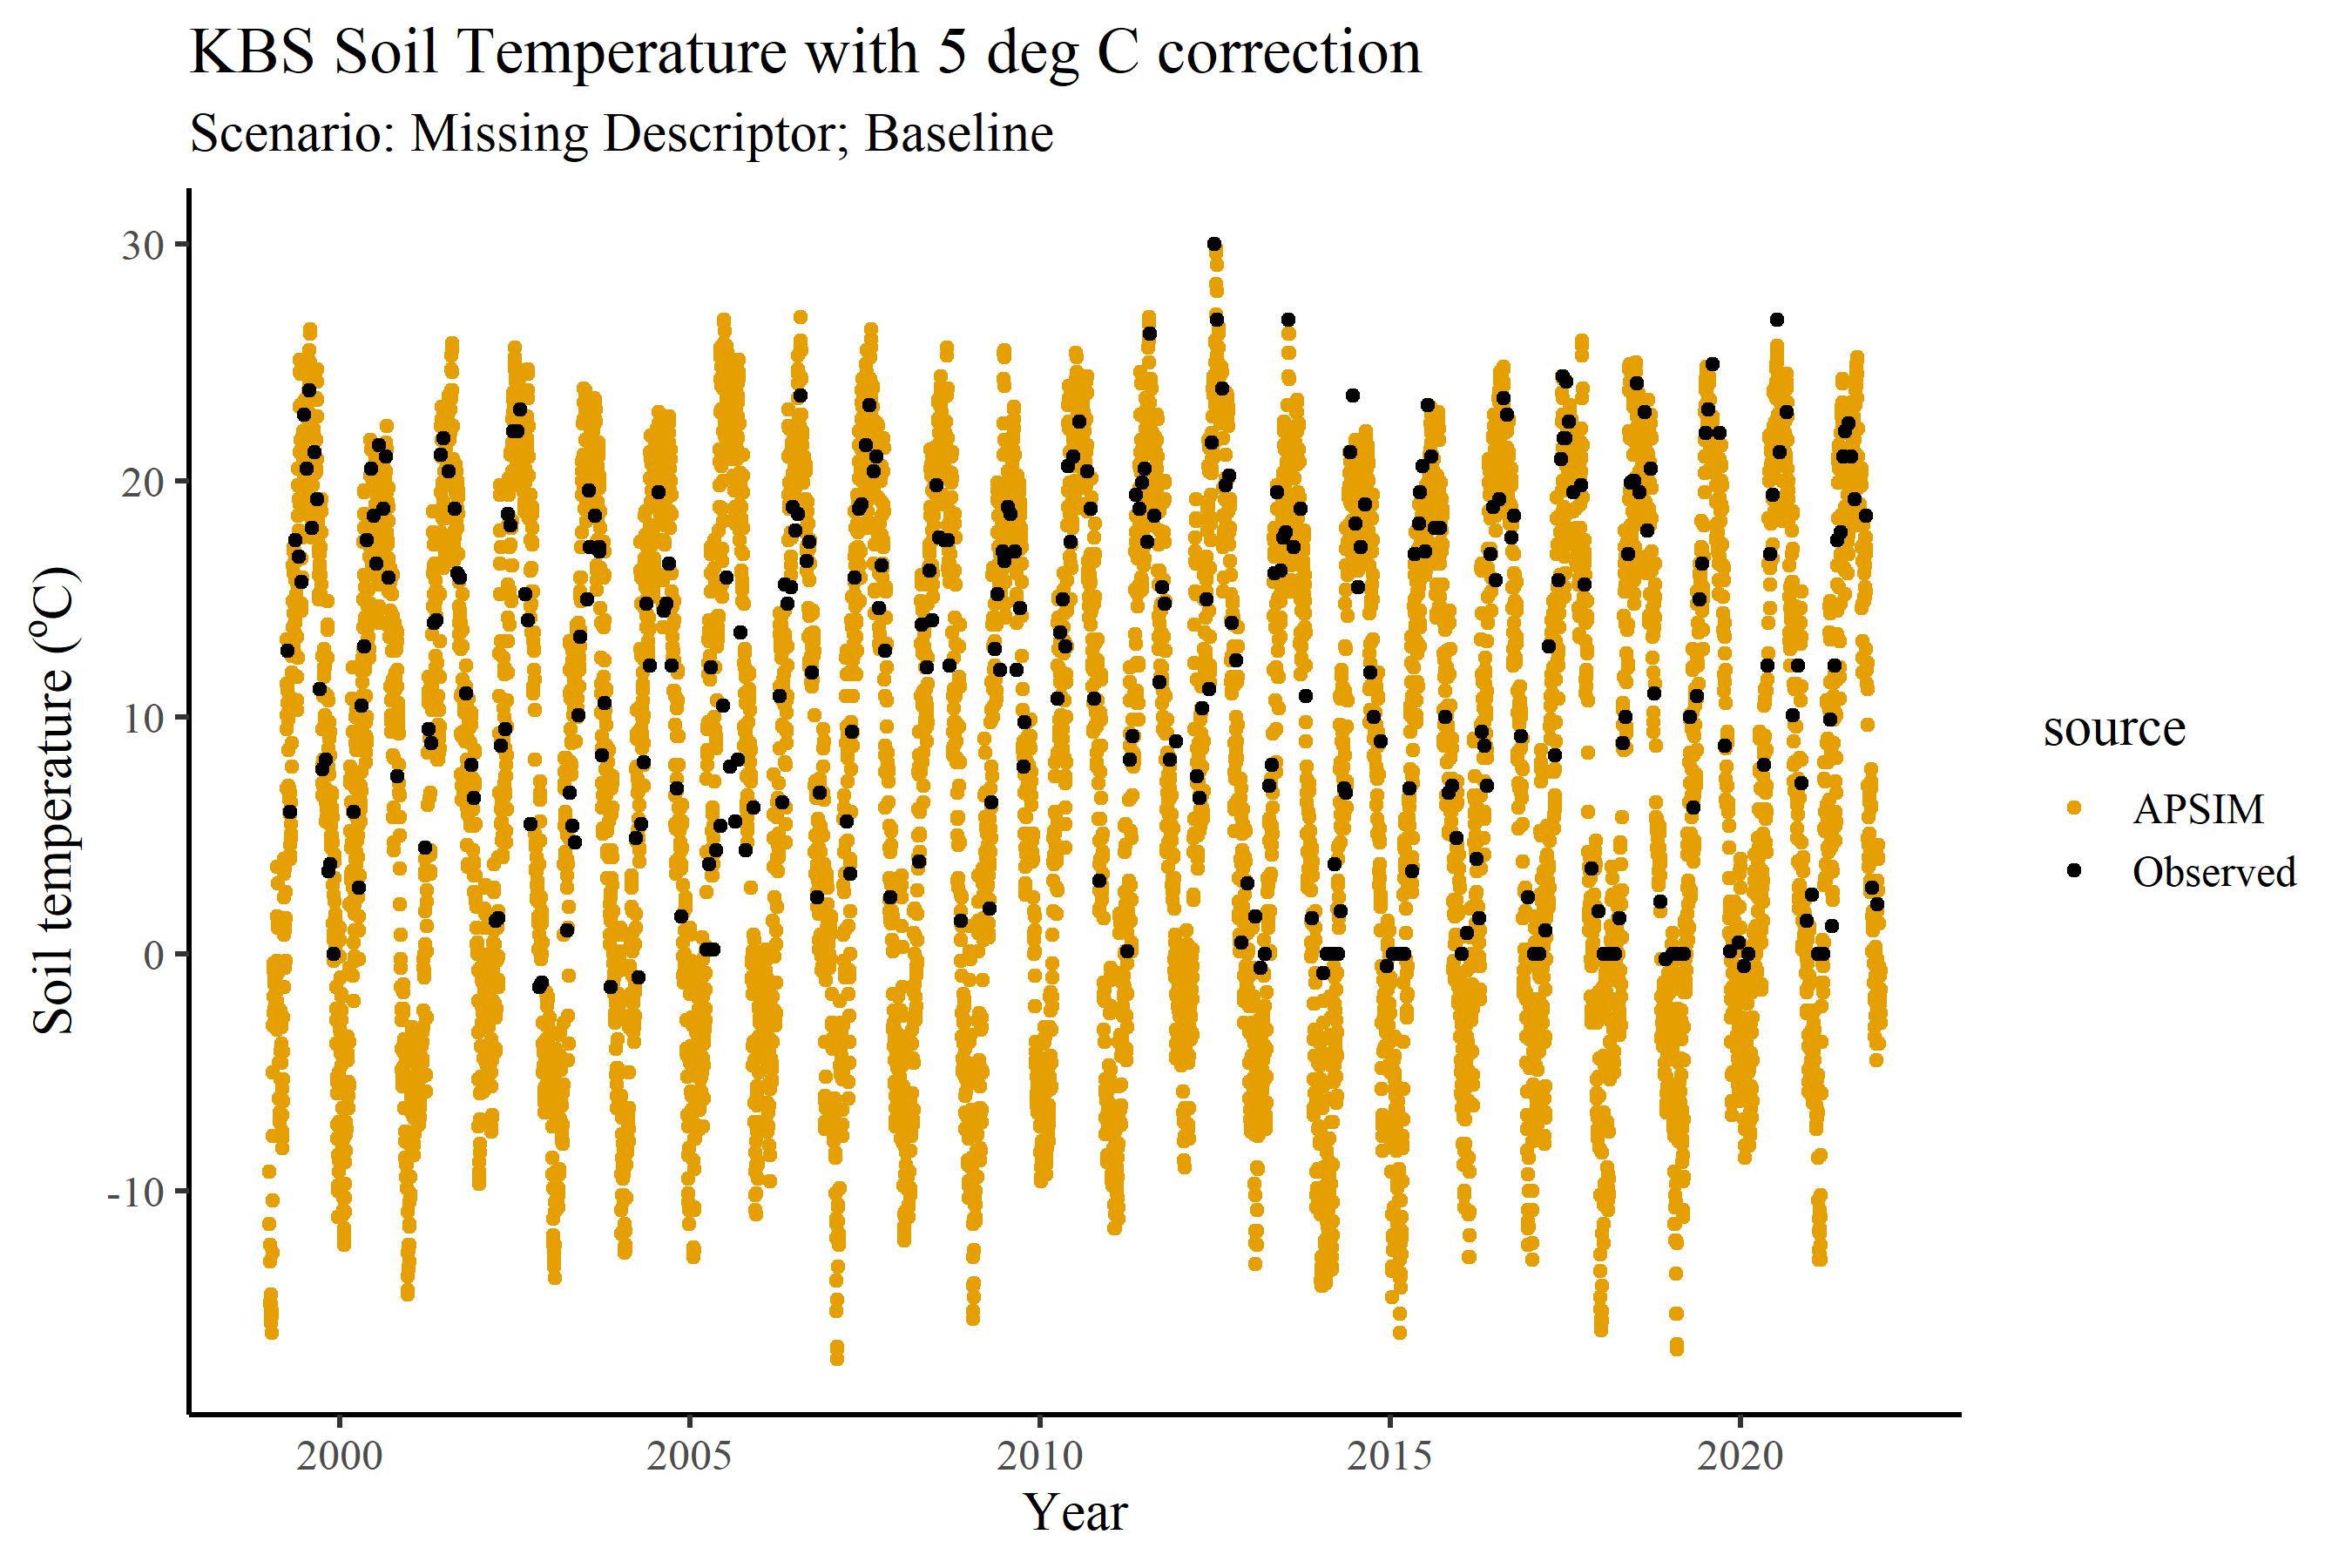 KBS Soil Temperature with 5 deg C correction
Scenario: Missing Descriptor; Baseline
Soil temperature (ºC)
30
20
10
0
-10
2000
2005
2010
2015
2020
Year
source
APSIM
Observed